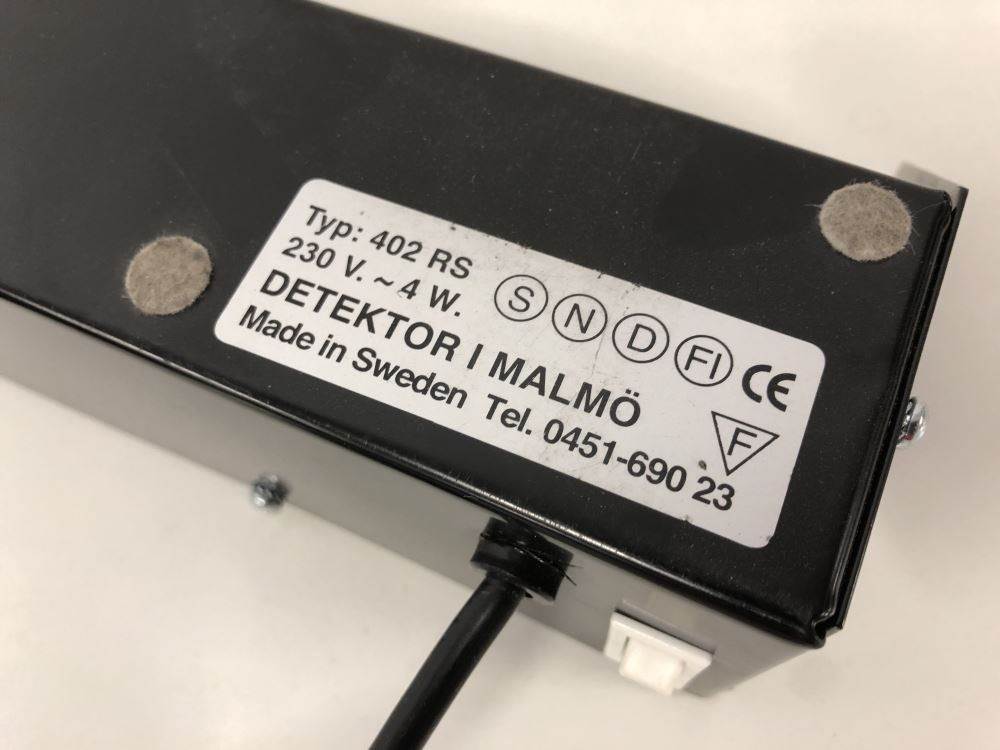 Typ: 402 RS
230 V. ~ 4 W.
S N D FI CE
DETEKTOR I MALMÖ
F
Made in Sweden Tel. 0451-690 23